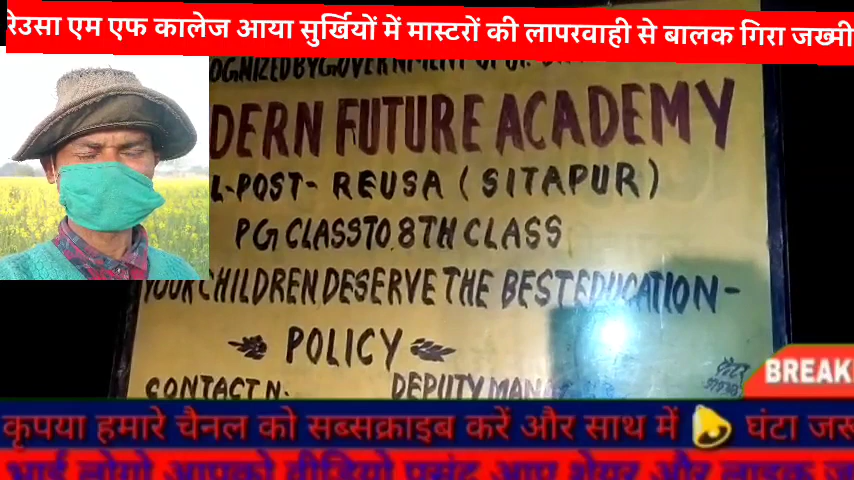 रेउसा एम एफ कालेज आया सुर्खियों में मास्टरों की लापरवाही से बालक गिरा जख्मी
DERN FUTURE ACADEMY
L-POST- REUSA (SITAPUR)
PG CLASS TO 8TH CLASS
YOUR CHILDREN DESERVE THE BEST EDUCATION-
POLICY
CONTACT N.
DEPUTY MANA
BREAK
कृपया हमारे चैनल को सब्सक्राइब करें और साथ में घंटा जरू